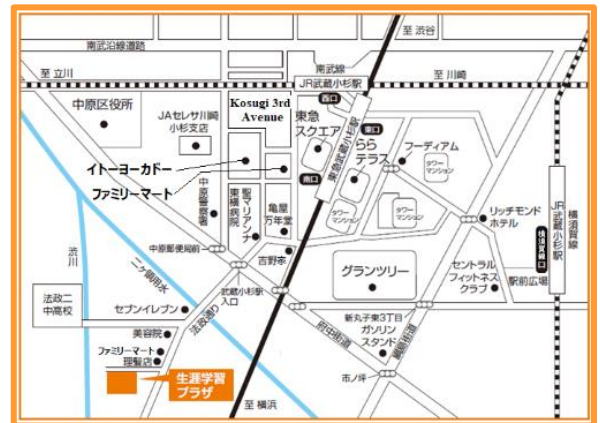 至 渋谷
南武沿線道路
南武線
至 立川
JR武蔵小杉駅
至 川崎
中原区役所
JAセレサ川崎
小杉支店
Kosugi 3rd
Avenue
西口
東急
スクエア
東口
イトーヨーカドー
ファミリーマート
南口
東急武蔵小杉駅
らら
テラス
フーディアム
タワー
マンション
中原警察署
聖マリアンナ
東横病院
亀屋
万年堂
タワー
マンション
タワー
マンション
リッチモンド
ホテル
横須賀線口
JR武蔵小杉駅
横須賀線
中原郵便局前
吉野家
グランツリー
セントラル
フィットネス
クラブ
駅前広場
渋川
二ヶ領用水
法政二
中高校
セブンイレブン
法政通り
武蔵小杉駅
入口
新丸子東3丁目
ガソリン
スタンド
府中街道
綱島街道
美容院
ファミリーマート
理髪店
生涯学習
プラザ
市ノ坪
至 横浜